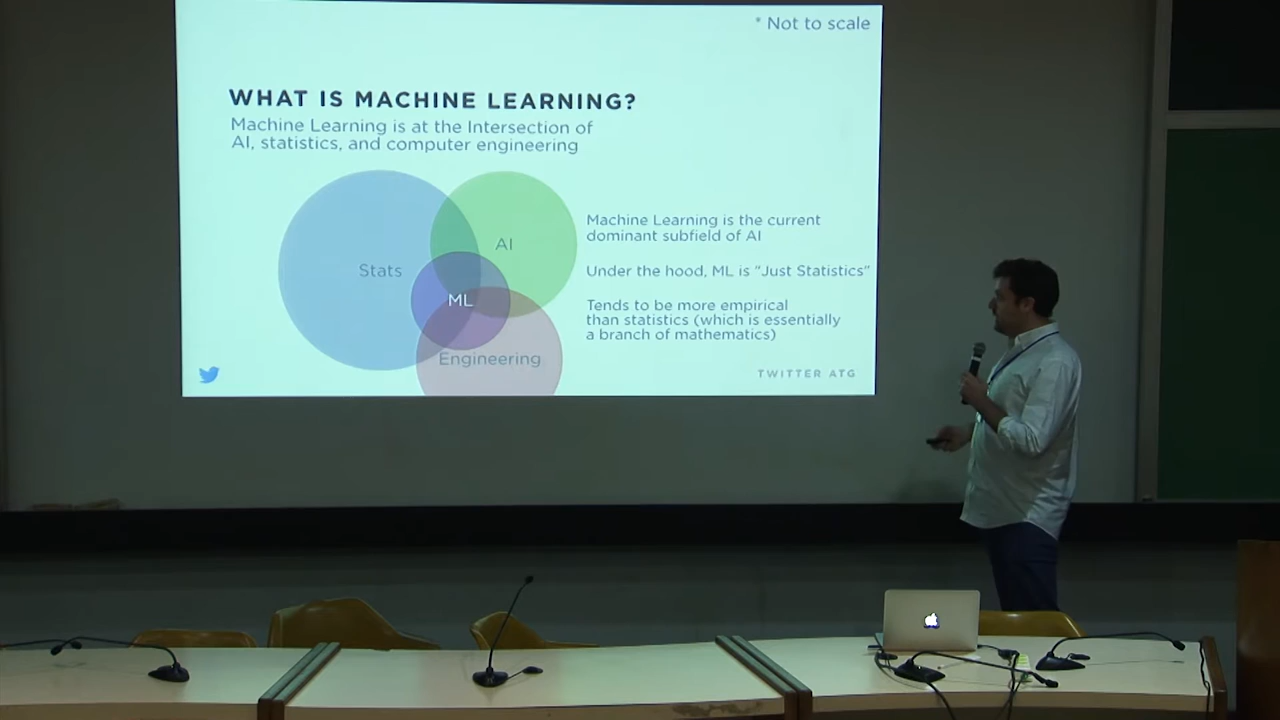 * Not to scale
WHAT IS MACHINE LEARNING?
Machine Learning is at the Intersection of
AI, statistics, and computer engineering
Stats
AI
ML
Engineering
Machine Learning is the current
dominant subfield of AI
Under the hood, ML is "Just Statistics"
Tends to be more empirical
than statistics (which is essentially
a branch of mathematics)
TWITTER ATG